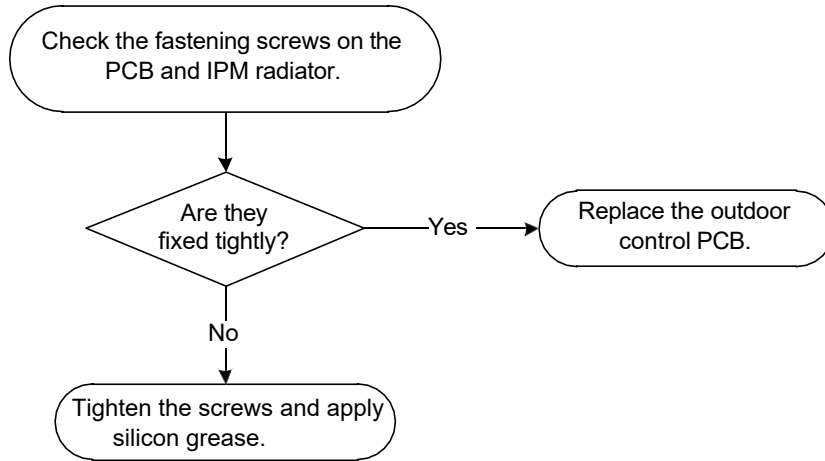 Check the fastening screws on the
PCB and IPM radiator.
Are they
fixed tightly?
Yes
Replace the outdoor
control PCB.
No
Tighten the screws and apply
silicon grease.